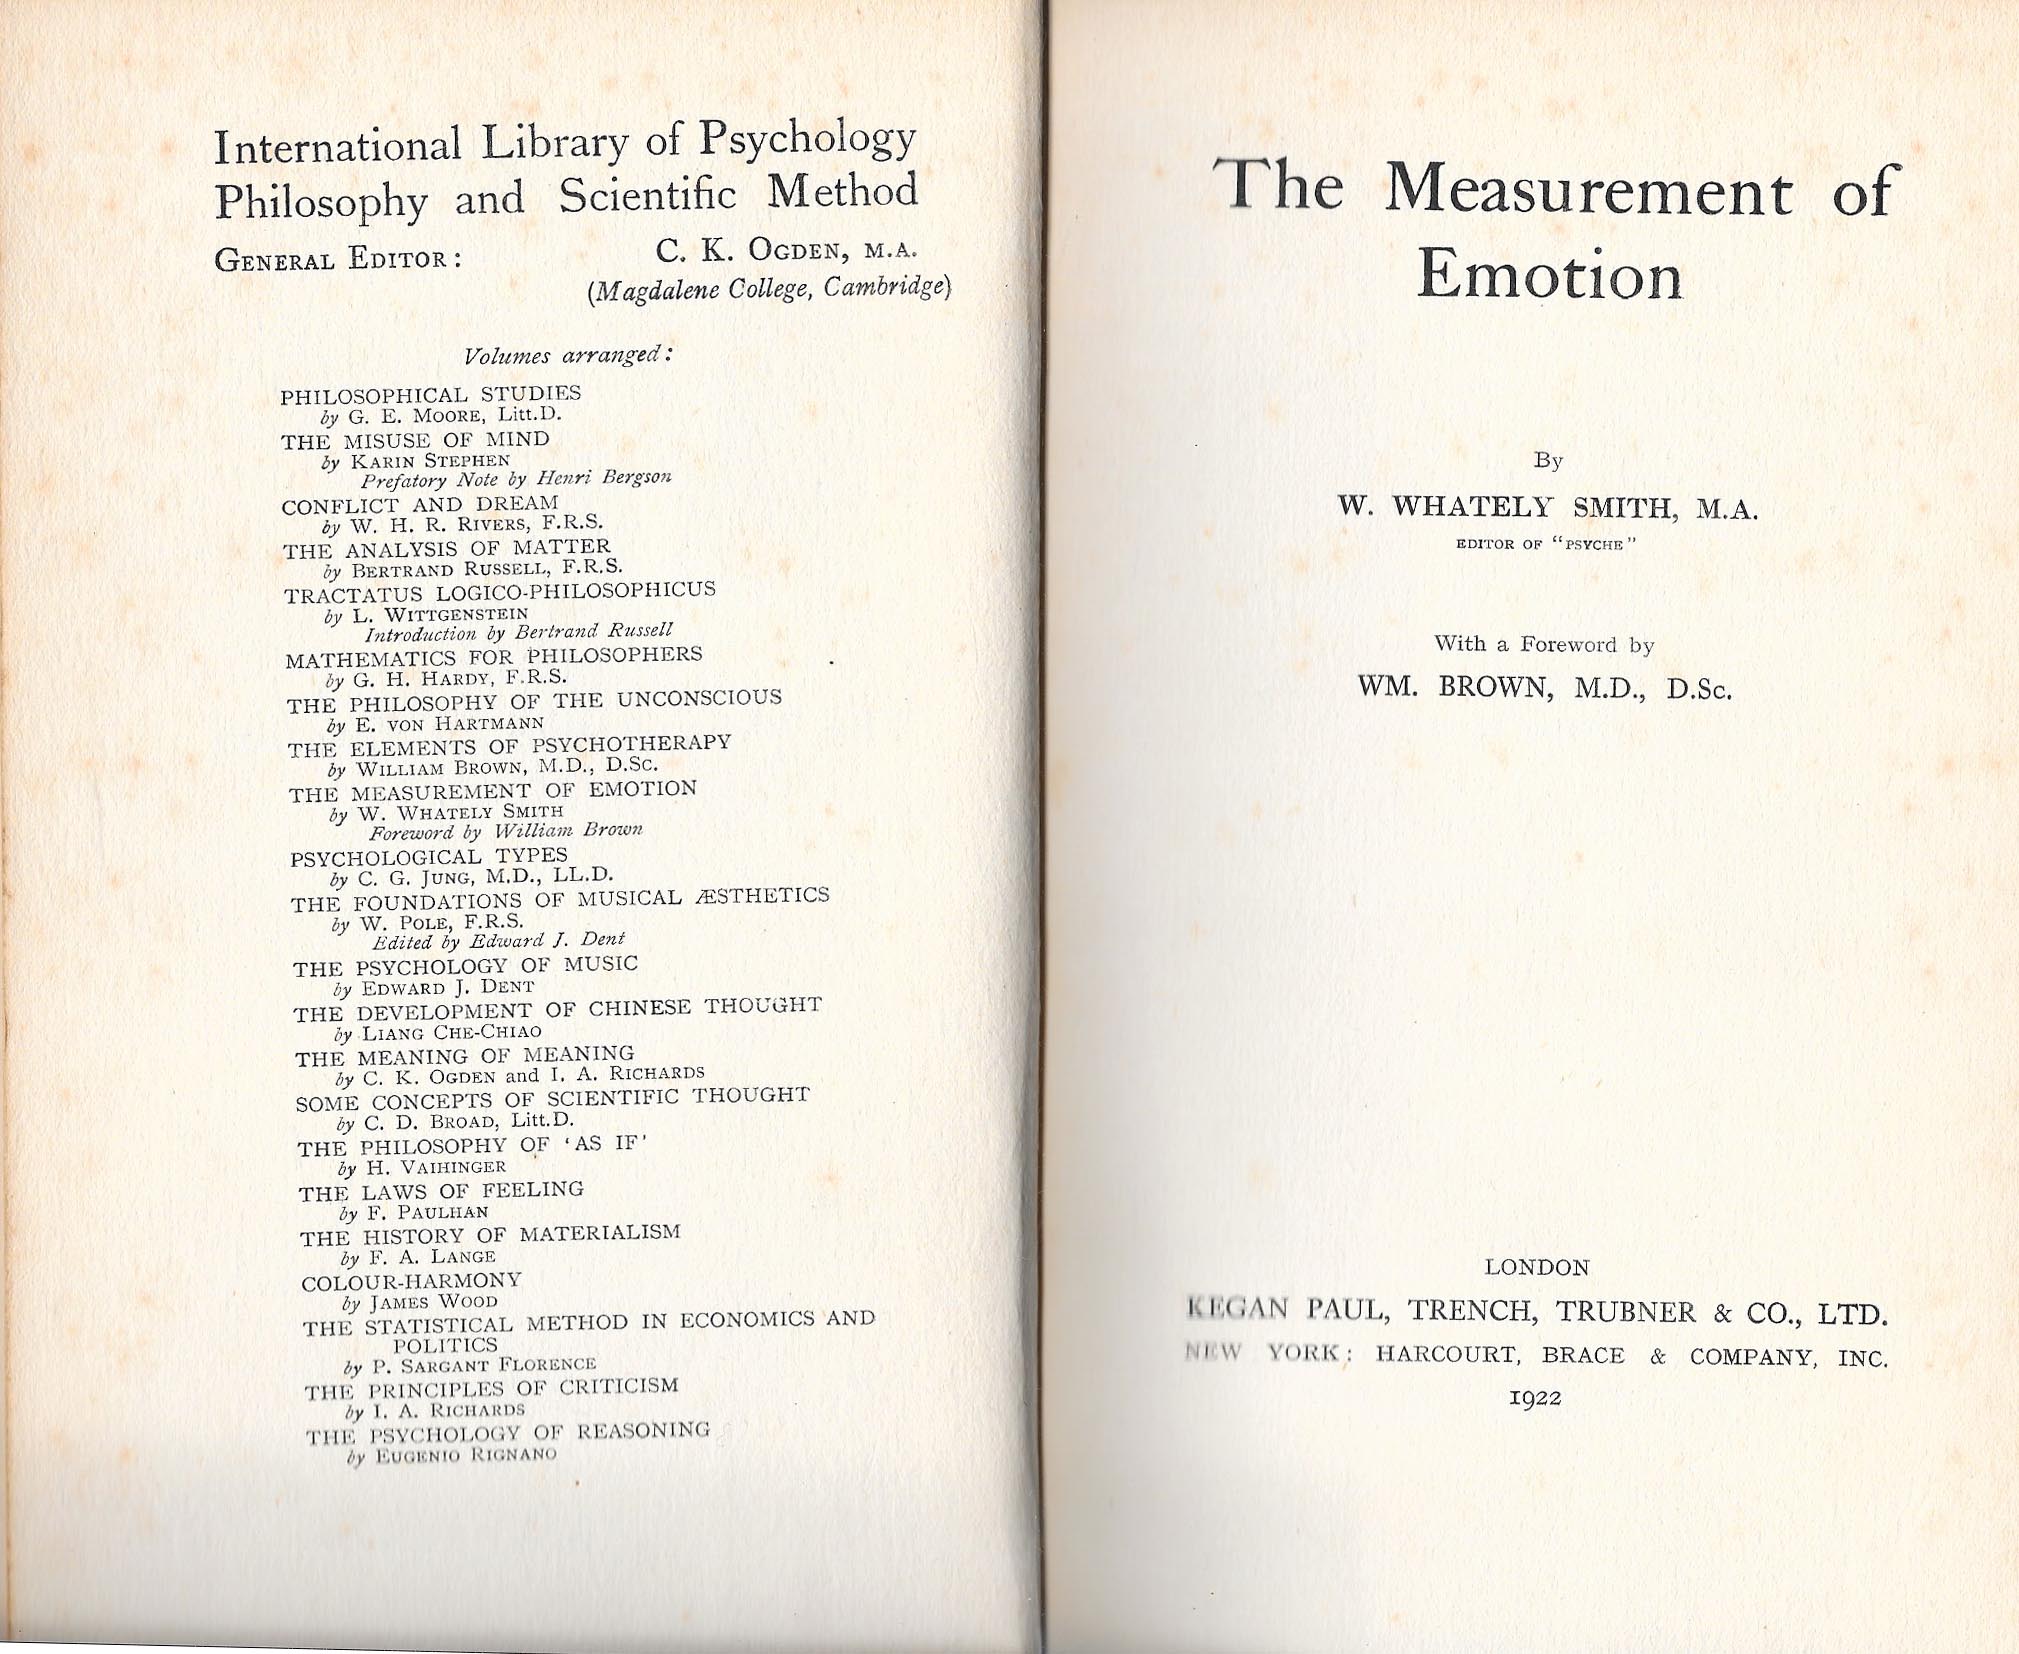 International Library of Psychology
Philosophy and Scientific Method
GENERAL EDITOR: C. K. OGDEN, M.A.
(Magdalene College, Cambridge)
Volumes arranged:
PHILOSOPHICAL STUDIES
by G. E. MOORE, Litt.D.
THE MISUSE OF MIND
by KARIN STEPHEN
Prefatory Note by Henri Bergson
CONFLICT AND DREAM
by W. H. R. RIVERS, F.R.S.
THE ANALYSIS OF MATTER
by BERTRAND RUSSELL, F.R.S.
TRACTATUS LOGICO-PHILOSOPHICUS
by L. WITTGENSTEIN
Introduction by Bertrand Russell
MATHEMATICS FOR PHILOSOPHERS
by G. H. HARDY, F.R.S.
THE PHILOSOPHY OF THE UNCONSCIOUS
by E. VON HARTMANN
THE ELEMENTS OF PSYCHOTHERAPY
by WILLIAM BROWN, M.D., D.Sc.
THE MEASUREMENT OF EMOTION
by W. WHATELY SMITH
Foreword by William Brown
PSYCHOLOGICAL TYPES
by C. G. JUNG, M.D., LL.D.
THE FOUNDATIONS OF MUSICAL ÆSTHETICS
by W. POLE, F.R.S.
Edited by Edward J. Dent
THE PSYCHOLOGY OF MUSIC
by EDWARD J. DENT
THE DEVELOPMENT OF CHINESE THOUGHT
by LIANG CHE-CHIAO
THE MEANING OF MEANING
by C. K. OGDEN and I. A. RICHARDS
SOME CONCEPTS OF SCIENTIFIC THOUGHT
by C. D. BROAD, Litt.D.
THE PHILOSOPHY OF ‘AS IF’
by H. VAIHINGER
THE LAWS OF FEELING
by F. PAULHAN
THE HISTORY OF MATERIALISM
by F. A. LANGE
COLOUR-HARMONY
by JAMES WOOD
THE STATISTICAL METHOD IN ECONOMICS AND
POLITICS
by P. SARGANT FLORENCE
THE PRINCIPLES OF CRITICISM
by I. A. RICHARDS
THE PSYCHOLOGY OF REASONING
by EUGENIO RIGNANO
The Measurement of
Emotion
By
W. WHATELY SMITH, M.A.
EDITOR OF “PSYCHE”
With a Foreword by
WM. BROWN, M.D., D.Sc.
LONDON
KEGAN PAUL, TRENCH, TRUBNER & CO., LTD.
NEW YORK: HARCOURT, BRACE & COMPANY, INC.
1922